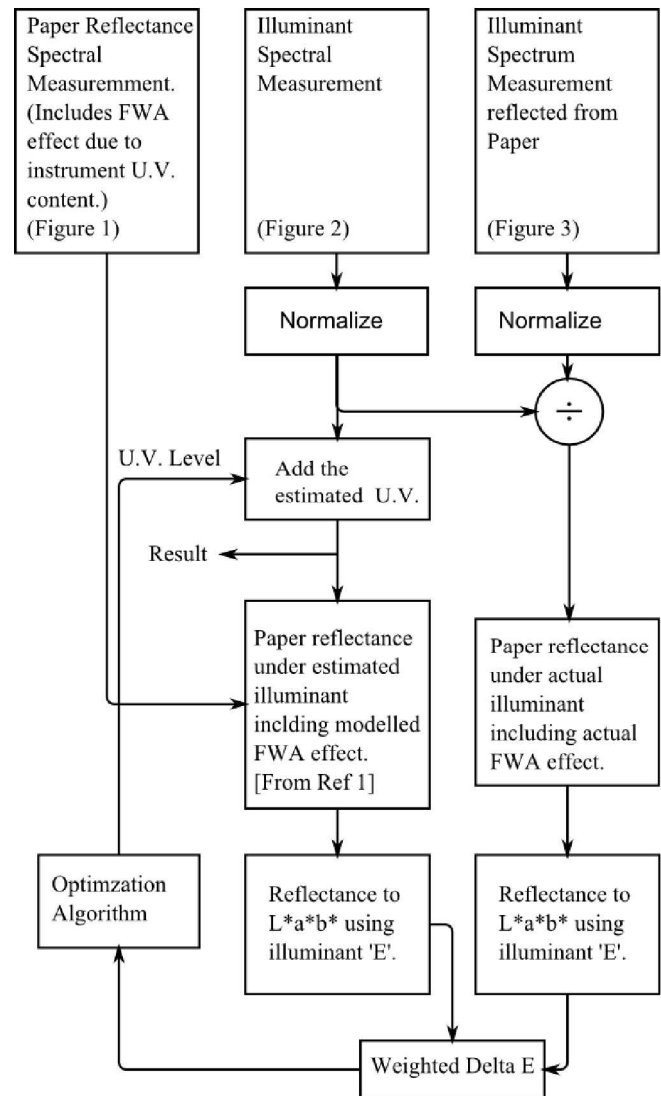 Paper Reflectance
Spectral
Measuremment.
(Includes FWA
effect due to
instrument U.V.
content.)
(Figure 1)
Illuminant
Spectral
Measurement
(Figure 2)
Illuminant
Spectrum
Measurement
reflected from
Paper
(Figure 3)
Normalize
Normalize
÷
U.V. Level
Add the
estimated U.V.
Result
Paper reflectance
under estimated
illuminant
inclding modelled
FWA effect.
[From Ref 1]
Paper reflectance
under actual
illuminant
including actual
FWA effect.
Optimzation
Algorithm
Reflectance to
L*a*b* using
illuminant 'E'.
Reflectance to
L*a*b* using
illuminant 'E'.
Weighted Delta E